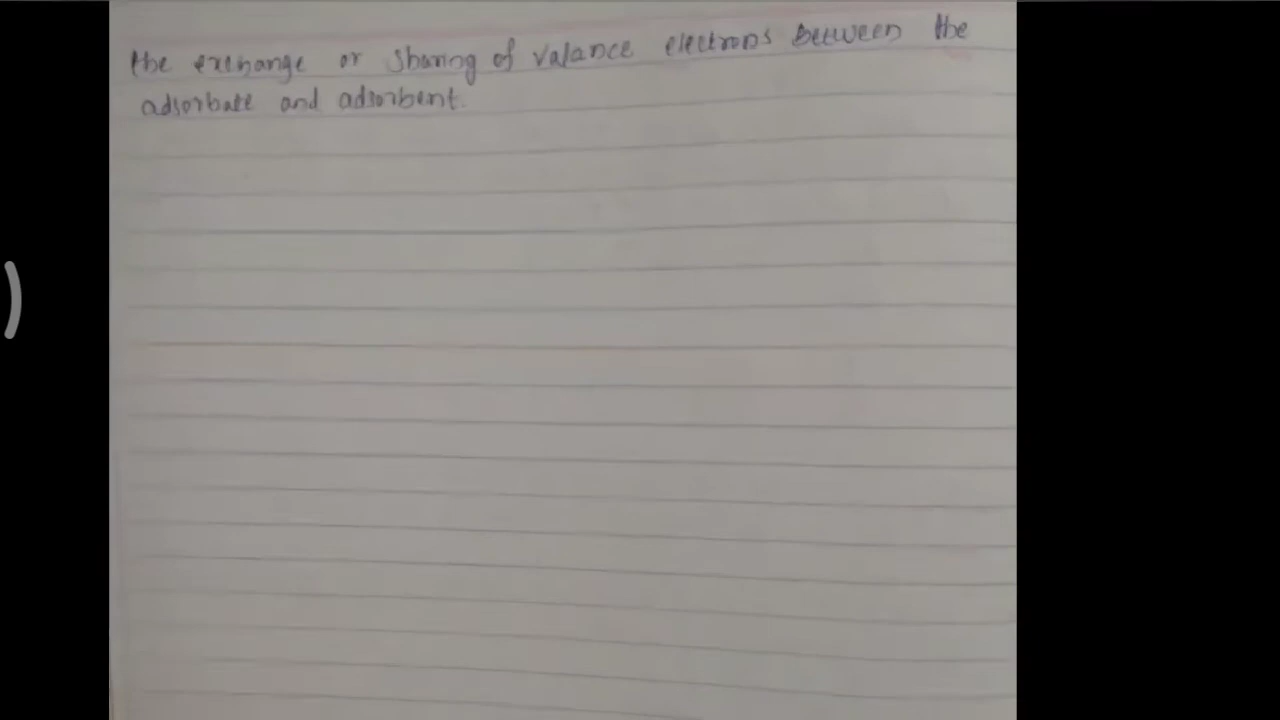 the exchange or sharing of valance electrons between the
adsorbate and adsorbent.